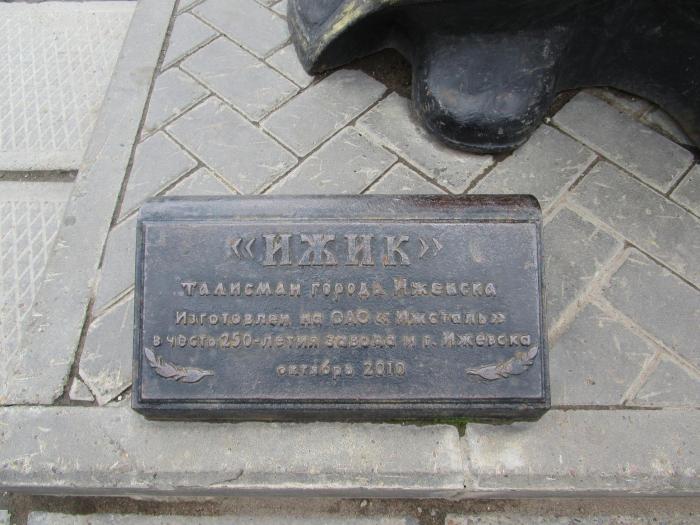 «ИЖИК»
талисман города Ижевска
Изготовлен на ОАО «Ижсталь»
в честь 250-летия завода и г. Ижевска
октябрь 2010